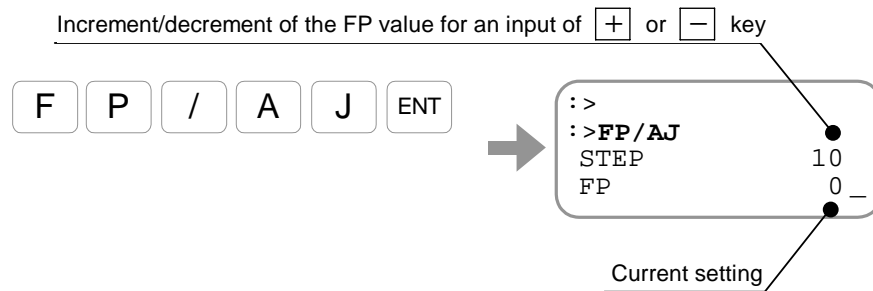 Increment/decrement of the FP value for an input of + or − key
F P / A J ENT
:>
:>FP/AJ
STEP 10
FP 0_
Current setting